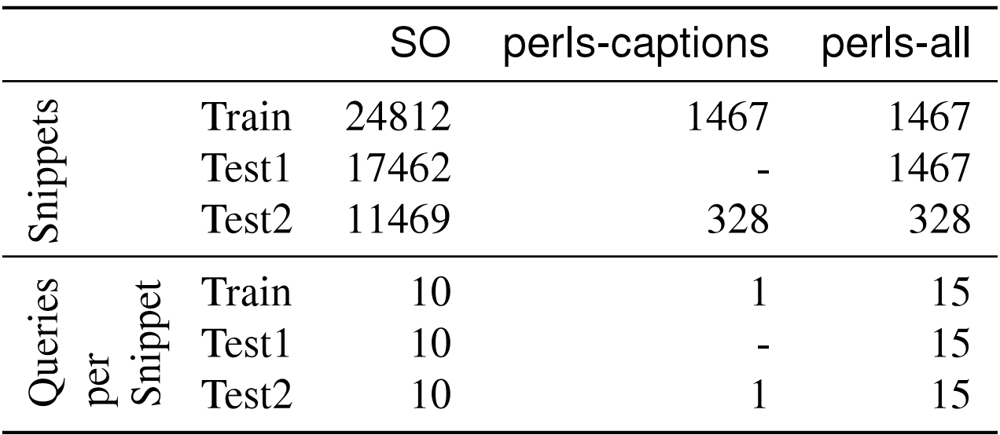 SO perls-captions perls-all
Snippets
Train 24812 1467 1467
Test1 17462 - 1467
Test2 11469 328 328
Queries
per
Snippet
Train 10 1 15
Test1 10 - 15
Test2 10 1 15